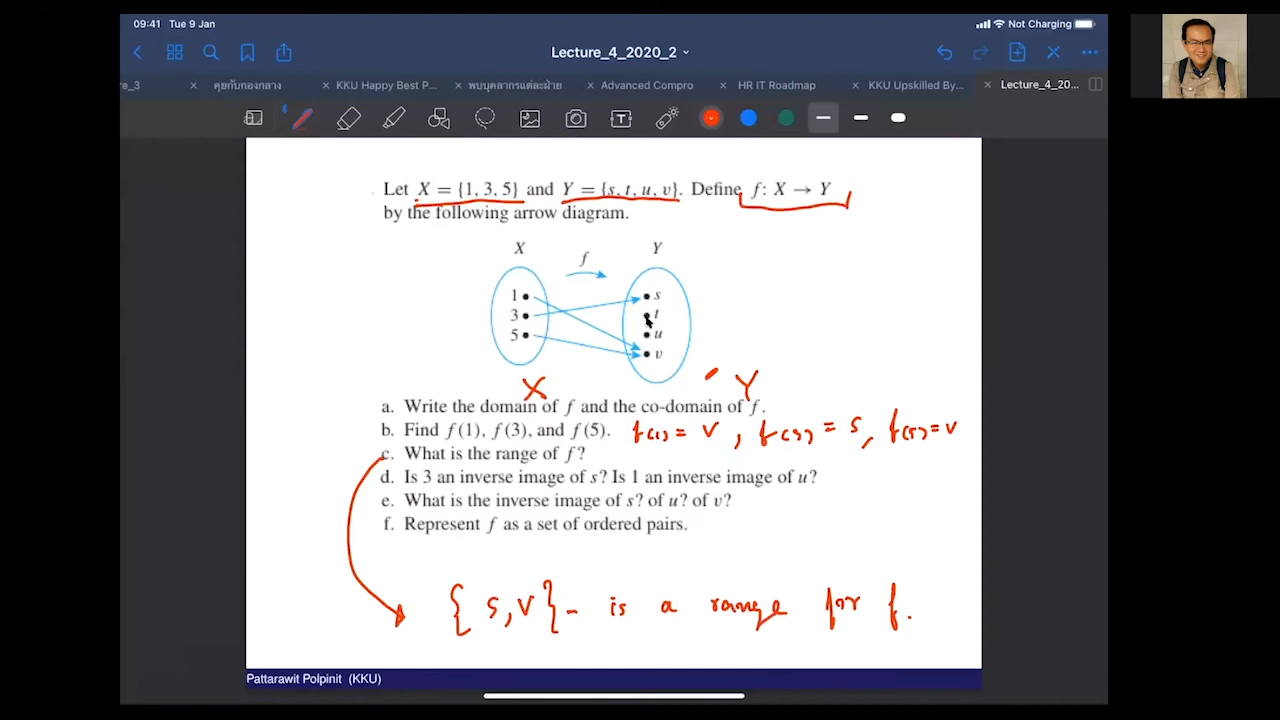 09:41 Tue 9 Jan
Not Charging
Lecture_4_2020_2
re_3
คุยกับกองกลาง
KKU Happy Best P...
พบบุคลากรแต่ละฝ่าย
Advanced Compro
HR IT Roadmap
KKU Upskilled By...
Lecture_4_20...
Let X = {1, 3, 5} and Y = {s, t, u, v}. Define f: X → Y
by the following arrow diagram.
X Y
f
1 s
3 t
5 u
v
X Y
a. Write the domain of f and the co-domain of f.
b. Find f(1), f(3), and f(5). f(1) = v, f(3) = s, f(5) = v
c. What is the range of f?
d. Is 3 an inverse image of s? Is 1 an inverse image of u?
e. What is the inverse image of s? of u? of v?
f. Represent f as a set of ordered pairs.
{s, v} - is a range for f.
Pattarawit Polpinit (KKU)